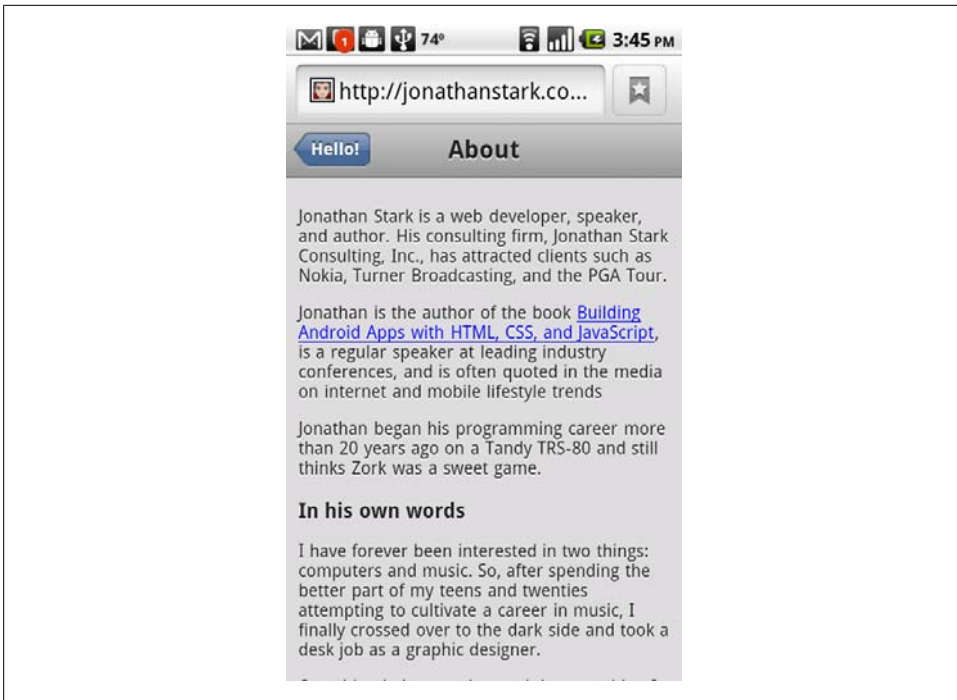 1 74° 3:45 PM
http://jonathanstark.co...
Hello! About
Jonathan Stark is a web developer, speaker,
and author. His consulting firm, Jonathan Stark
Consulting, Inc., has attracted clients such as
Nokia, Turner Broadcasting, and the PGA Tour.
Jonathan is the author of the book Building
Android Apps with HTML, CSS, and JavaScript,
is a regular speaker at leading industry
conferences, and is often quoted in the media
on internet and mobile lifestyle trends
Jonathan began his programming career more
than 20 years ago on a Tandy TRS-80 and still
thinks Zork was a sweet game.
In his own words
I have forever been interested in two things:
computers and music. So, after spending the
better part of my teens and twenties
attempting to cultivate a career in music, I
finally crossed over to the dark side and took a
desk job as a graphic designer.